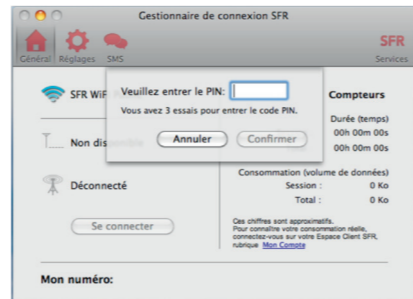 Gestionnaire de connexion SFR
Général Réglages SMS
SFR
Services
SFR WiF
Veuillez entrer le PIN:
Vous avez 3 essais pour entrer le code PIN.
Annuler Confirmer
Compteurs
Durée (temps)
00h 00m 00s
00h 00m 00s
Non dis
Déconnecté
Se connecter
Consommation (volume de données)
Session : 0 Ko
Total : 0 Ko
Ces chiffres sont approximatifs.
Pour connaître votre consommation réelle,
connectez-vous sur votre Espace Client SFR,
rubrique Mon Compte
Mon numéro: